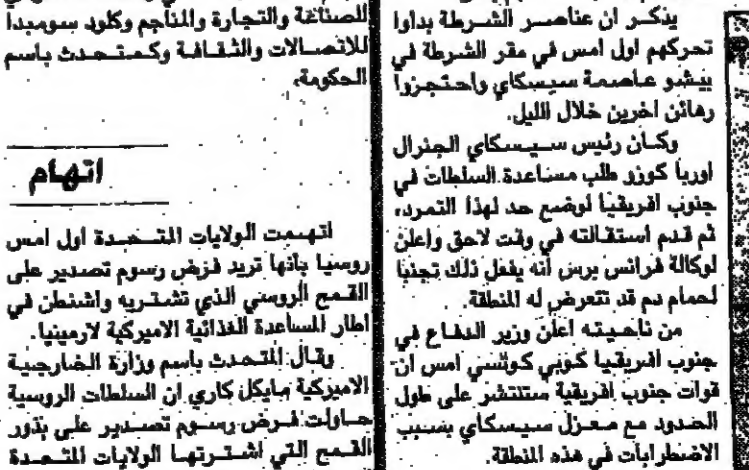 يذكر ان عناصر الشرطة بداوا
تحركهم اول امس في مقر الشرطة في
بيشو عاصمة سيسكاي واحتجزوا
رهائن اخرين خلال الليل.
وكان رئيس سيسكاي الجنرال
اوربا كوزو طلب مساعدة السلطات في
جنوب افريقيا لوضع حد لهذا التمرد،
ثم قدم استقالته في وقت لاحق واعلن
لوكالة فرانس برس أنه يفعل ذلك تجنبا
لحمام دم قد تتعرض له المنطقة.
من ناحيته اعلن وزير الدفاع في
جنوب افريقيا كوبي كوتسي امس ان
قوات جنوب افريقية ستنتشر على طول
الحدود مع معزل سيسكاي بسبب
الاضطرابات في هذه المنطقة.
للصناعة والتجارة والمناجم وكلود سومبدا
للاتصالات والثقافة وكمتحدث باسم
الحكومة.
اتهام
اتهمت الولايات المتحدة اول امس
روسيا بانها تريد فرض رسوم تصدير على
القمح الروسي الذي تشتريه واشنطن في
اطار المساعدة الغذائية الاميركية لارمينيا.
وقال المتحدث باسم وزارة الخارجية
الاميركية مايكل كاري ان السلطات الروسية
حاولت فرض رسوم تصدير على بذور
القمح التي اشترتها الولايات المتحدة